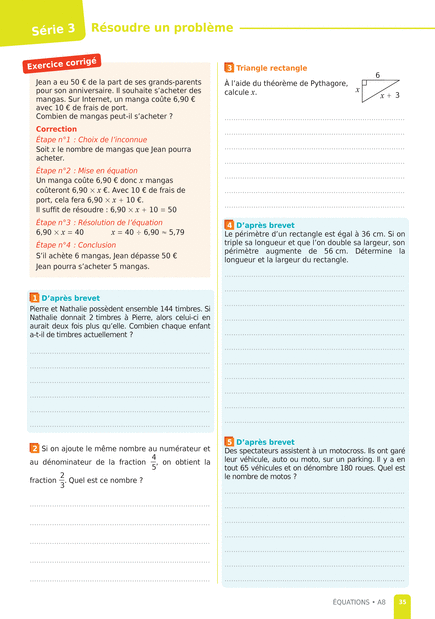 Série 3
Résoudre un problème
Exercice corrigé
Jean a eu 50 € de la part de ses grands-parents
pour son anniversaire. Il souhaite s'acheter des
mangas. Sur Internet, un manga coûte 6,90 €
avec 10 € de frais de port.
Combien de mangas peut-il s'acheter ?
Correction
Étape n°1 : Choix de l'inconnue
Soit x le nombre de mangas que Jean pourra
acheter.
Étape n°2 : Mise en équation
Un manga coûte 6,90 € donc x mangas
coûteront 6,90 × x €. Avec 10 € de frais de
port, cela fera 6,90 × x + 10 €.
Il suffit de résoudre : 6,90 × x + 10 = 50
Étape n°3 : Résolution de l'équation
6,90 × x = 40 x = 40 ÷ 6,90 ≈ 5,79
Étape n°4 : Conclusion
S'il achète 6 mangas, Jean dépasse 50 €
Jean pourra s'acheter 5 mangas.
1 D'après brevet
Pierre et Nathalie possèdent ensemble 144 timbres. Si
Nathalie donnait 2 timbres à Pierre, alors celui-ci en
aurait deux fois plus qu'elle. Combien chaque enfant
a-t-il de timbres actuellement ?
2 Si on ajoute le même nombre au numérateur et
au dénominateur de la fraction 4/5, on obtient la
fraction 2/3. Quel est ce nombre ?
3 Triangle rectangle
À l'aide du théorème de Pythagore,
calcule x.
6
x
x + 3
4 D'après brevet
Le périmètre d'un rectangle est égal à 36 cm. Si on
triple sa longueur et que l'on double sa largeur, son
périmètre augmente de 56 cm. Détermine la
longueur et la largeur du rectangle.
5 D'après brevet
Des spectateurs assistent à un motocross. Ils ont garé
leur véhicule, auto ou moto, sur un parking. Il y a en
tout 65 véhicules et on dénombre 180 roues. Quel est
le nombre de motos ?
ÉQUATIONS • A8
35